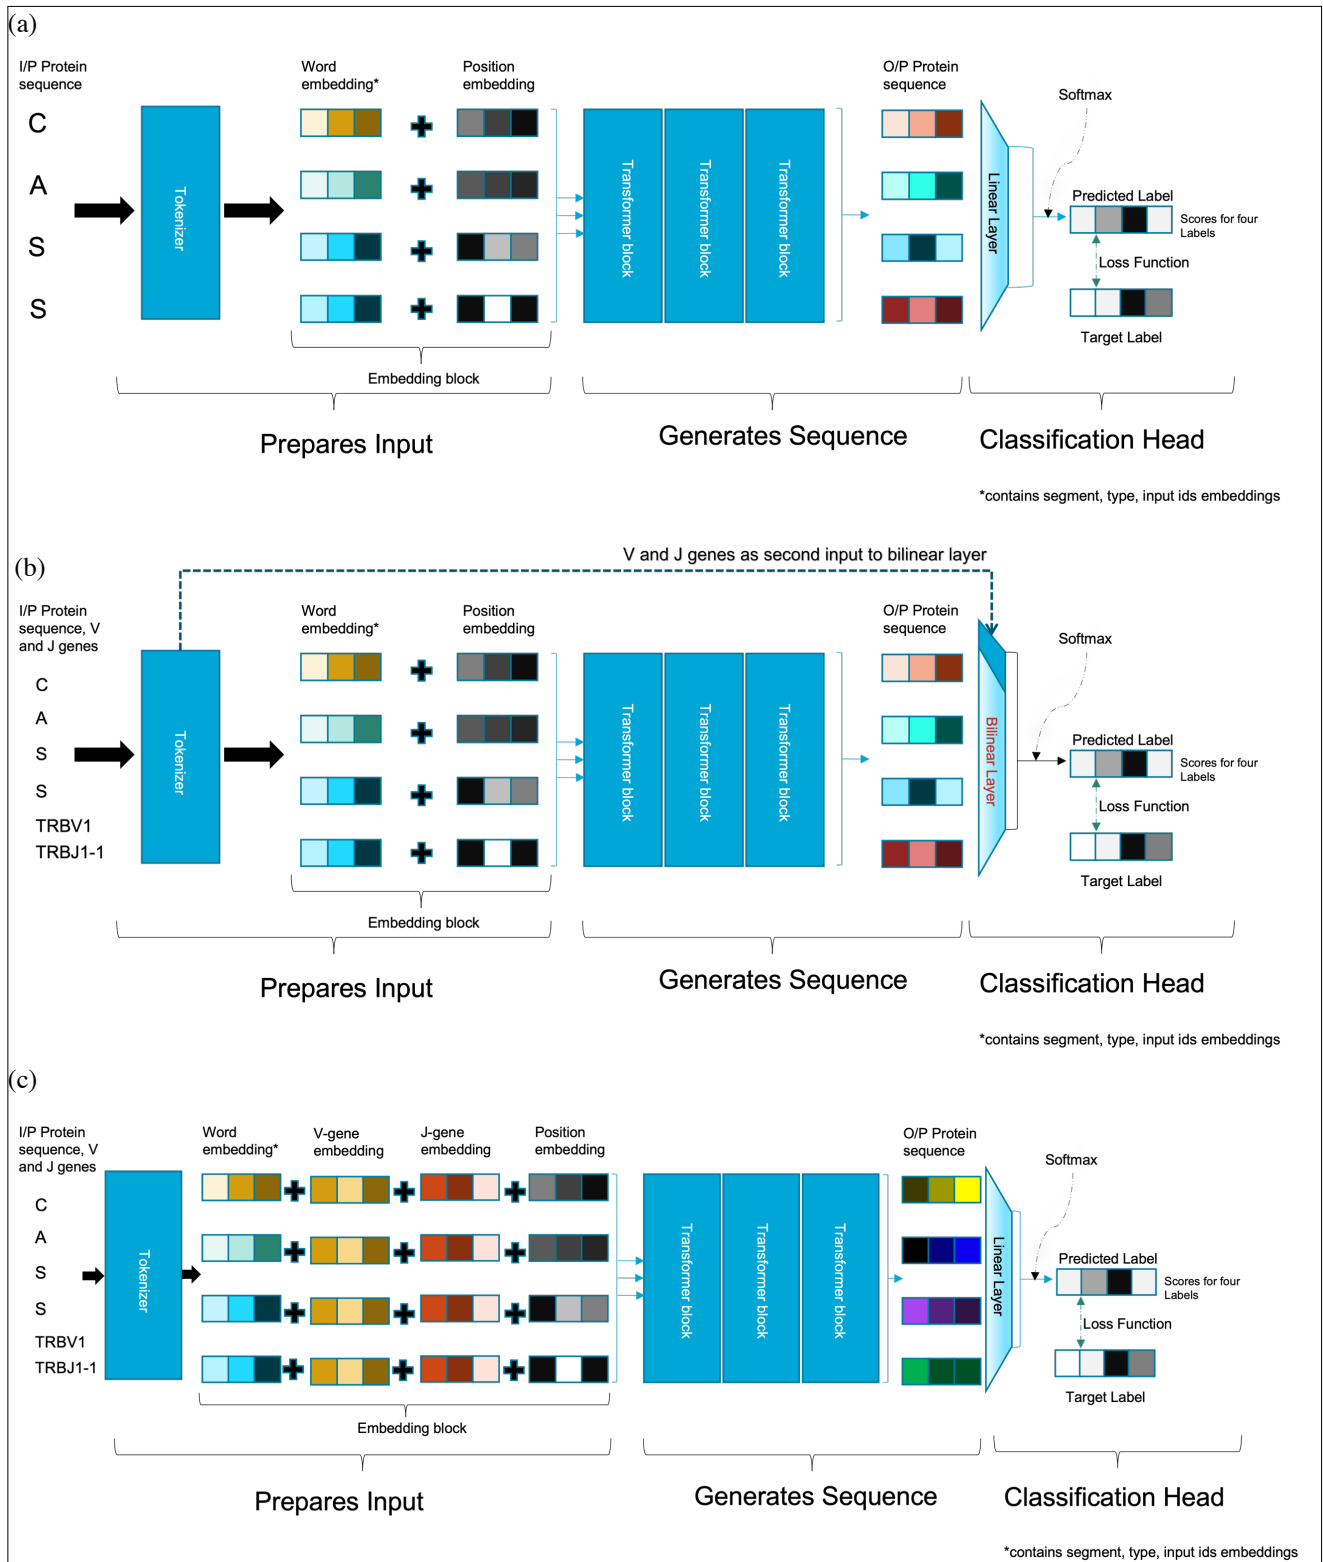 (a)
I/P Protein
sequence
Word
embedding*
Position
embedding
O/P Protein
sequence
Softmax
C
A
S
S
Tokenizer
Transformer block
Transformer block
Transformer block
Linear Layer
Predicted Label
Scores for four
Labels
Loss Function
Target Label
Embedding block
Prepares Input
Generates Sequence
Classification Head
*contains segment, type, input ids embeddings
(b)
V and J genes as second input to bilinear layer
I/P Protein
sequence, V
and J genes
Word
embedding*
Position
embedding
O/P Protein
sequence
Softmax
C
A
S
S
TRBV1
TRBJ1-1
Tokenizer
Transformer block
Transformer block
Transformer block
Bilinear Layer
Predicted Label
Scores for four
Labels
Loss Function
Target Label
Embedding block
Prepares Input
Generates Sequence
Classification Head
*contains segment, type, input ids embeddings
(c)
I/P Protein
sequence, V
and J genes
Word
embedding*
V-gene
embedding
J-gene
embedding
Position
embedding
O/P Protein
sequence
Softmax
C
A
S
S
TRBV1
TRBJ1-1
Tokenizer
Transformer block
Transformer block
Transformer block
Linear Layer
Predicted Label
Scores for four
Labels
Loss Function
Target Label
Embedding block
Prepares Input
Generates Sequence
Classification Head
*contains segment, type, input ids embeddings